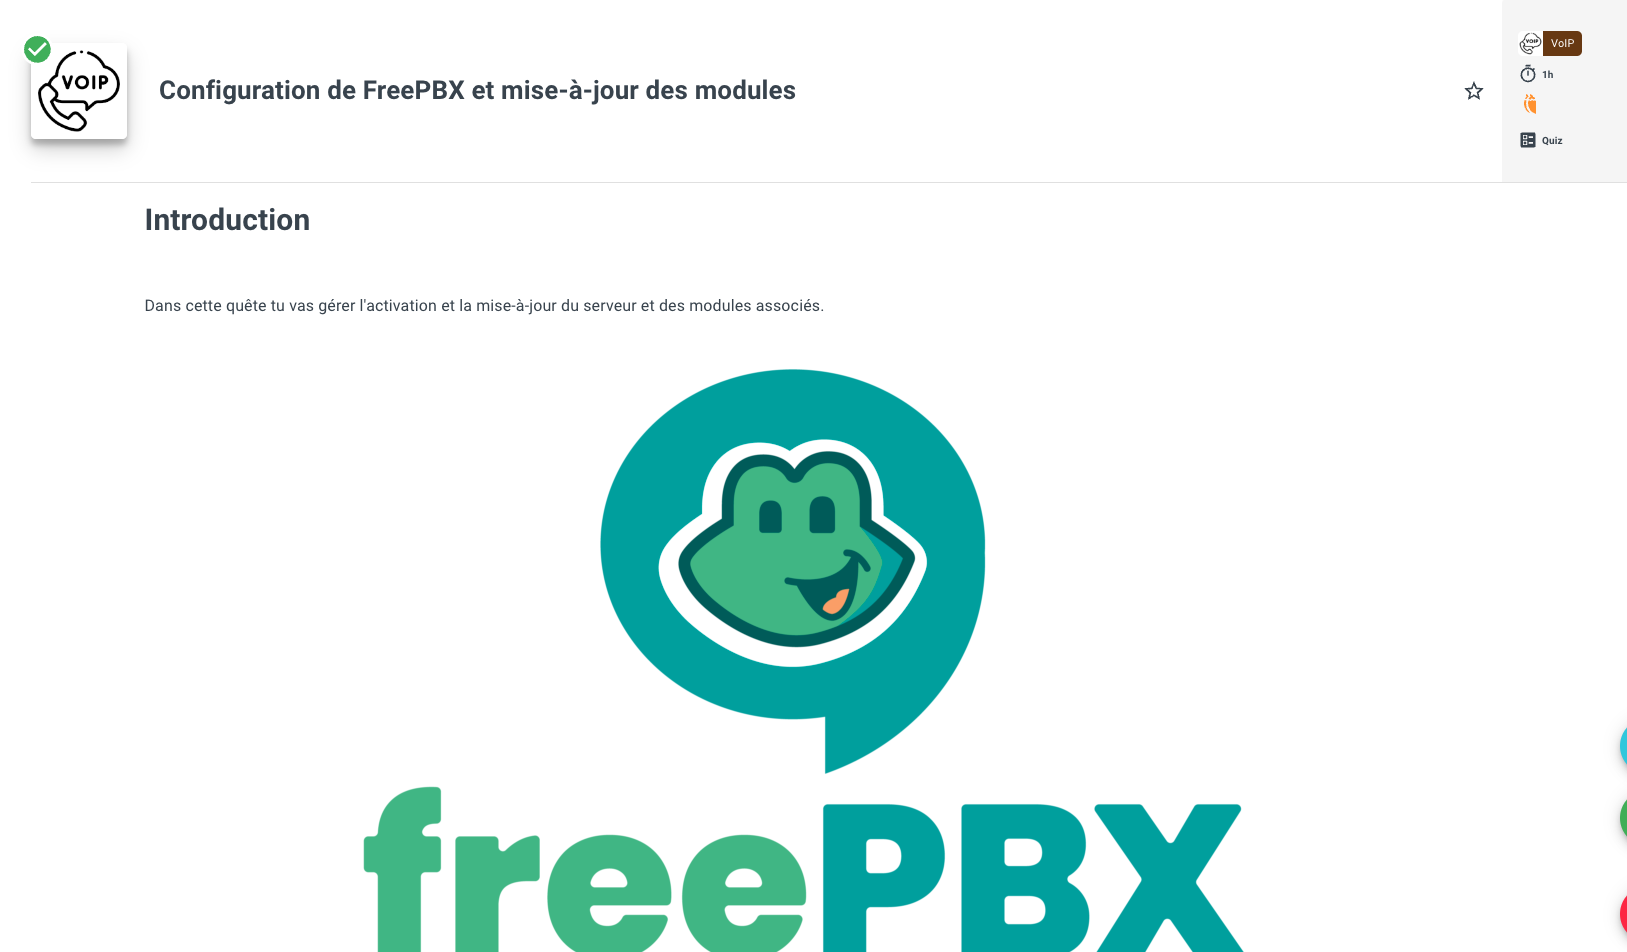 VOIP
Configuration de FreePBX et mise-à-jour des modules
VOIP
VoIP
1h
Quiz
Introduction
Dans cette quête tu vas gérer l'activation et la mise-à-jour du serveur et des modules associés.
freePBX